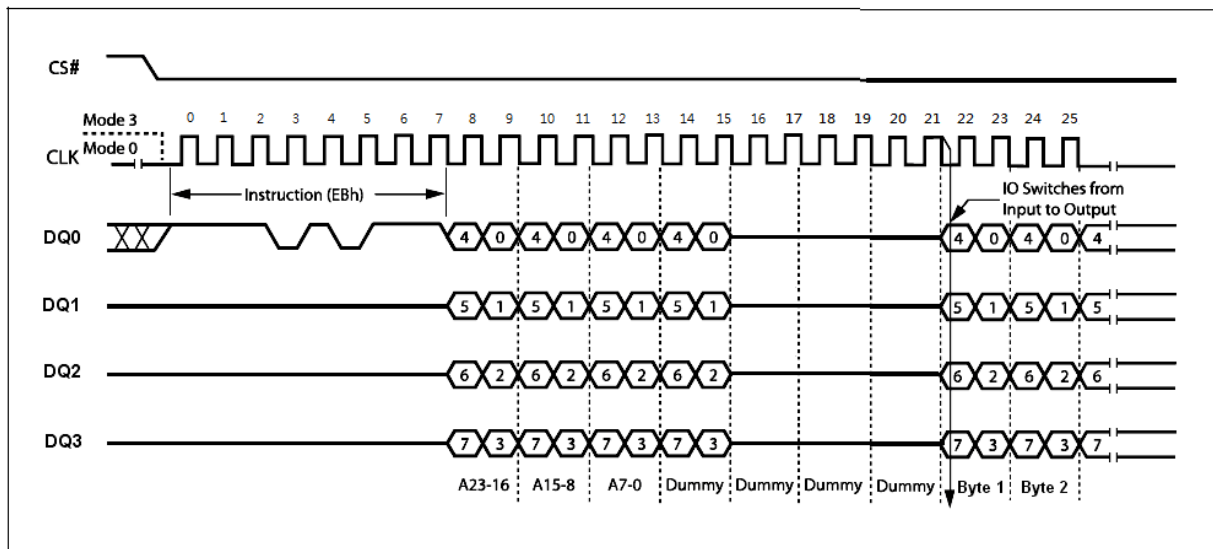 CS#
Mode 3
0 1 2 3 4 5 6 7 8 9 10 11 12 13 14 15 16 17 18 19 20 21 22 23 24 25
Mode 0
CLK
Instruction (EBh)
IO Switches from
Input to Output
DQ0 4 0 4 0 4 0 4 0 4 0 4 0 4
DQ1 5 1 5 1 5 1 5 1 5 1 5 1 5
DQ2 6 2 6 2 6 2 6 2 6 2 6 2 6
DQ3 7 3 7 3 7 3 7 3 7 3 7 3 7
A23-16 A15-8 A7-0 Dummy Dummy Dummy Dummy Byte 1 Byte 2